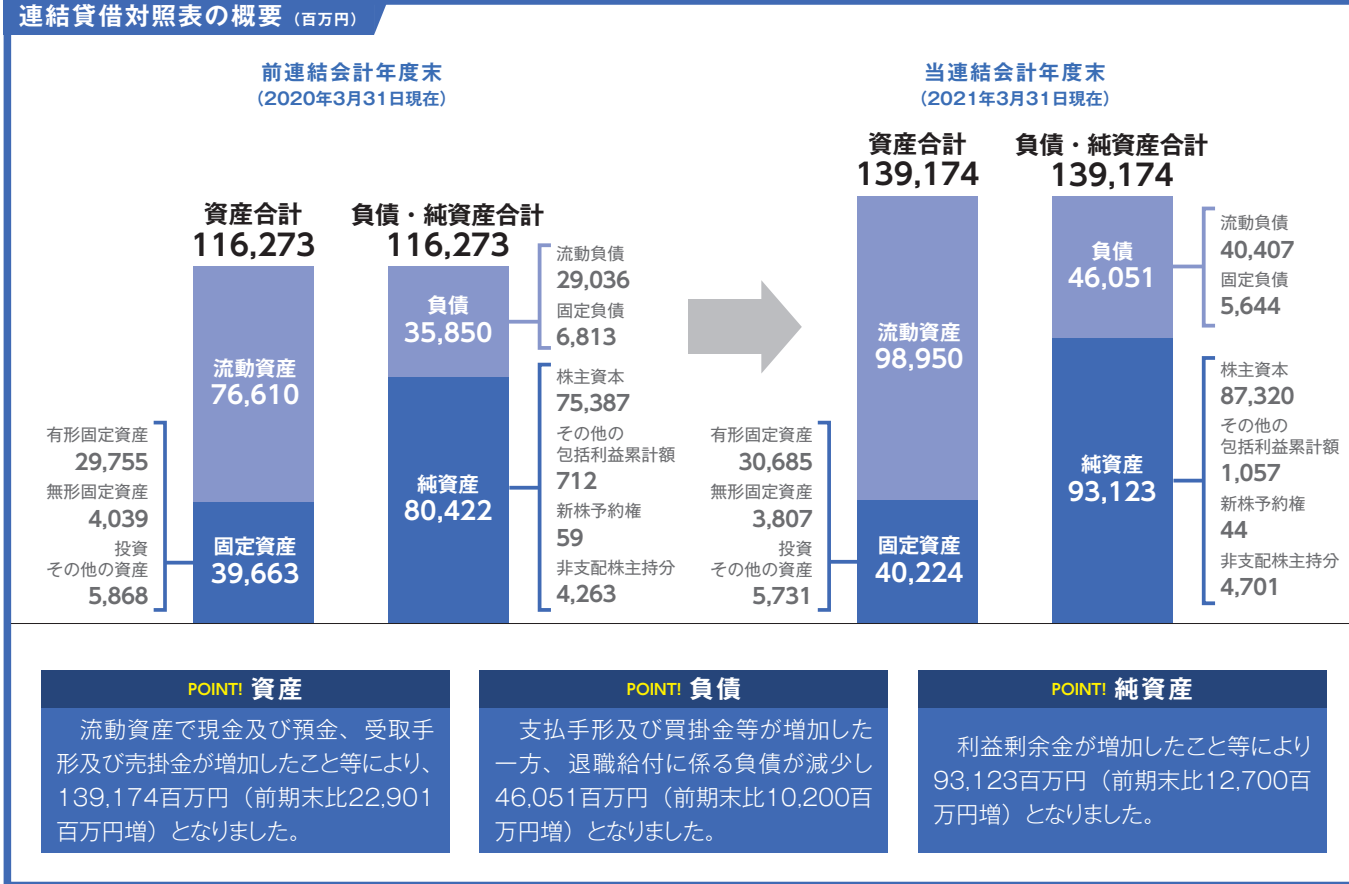 連結貸借対照表の概要（百万円）
前連結会計年度末
（2020年3月31日現在）
資産合計
116,273
流動資産
76,610
固定資産
39,663
有形固定資産
29,755
無形固定資産
4,039
投資
その他の資産
5,868
負債・純資産合計
116,273
負債
35,850
純資産
80,422
流動負債
29,036
固定負債
6,813
株主資本
75,387
その他の
包括利益累計額
712
新株予約権
59
非支配株主持分
4,263
当連結会計年度末
（2021年3月31日現在）
資産合計
139,174
流動資産
98,950
固定資産
40,224
有形固定資産
30,685
無形固定資産
3,807
投資
その他の資産
5,731
負債・純資産合計
139,174
負債
46,051
純資産
93,123
流動負債
40,407
固定負債
5,644
株主資本
87,320
その他の
包括利益累計額
1,057
新株予約権
44
非支配株主持分
4,701
POINT! 資産
流動資産で現金及び預金、受取手
形及び売掛金が増加したこと等により、
139,174百万円（前期末比22,901
百万円増）となりました。
POINT! 負債
支払手形及び買掛金等が増加した
一方、退職給付に係る負債が減少し
46,051百万円（前期末比10,200百
万円増）となりました。
POINT! 純資産
利益剰余金が増加したこと等により
93,123百万円（前期末比12,700百
万円増）となりました。